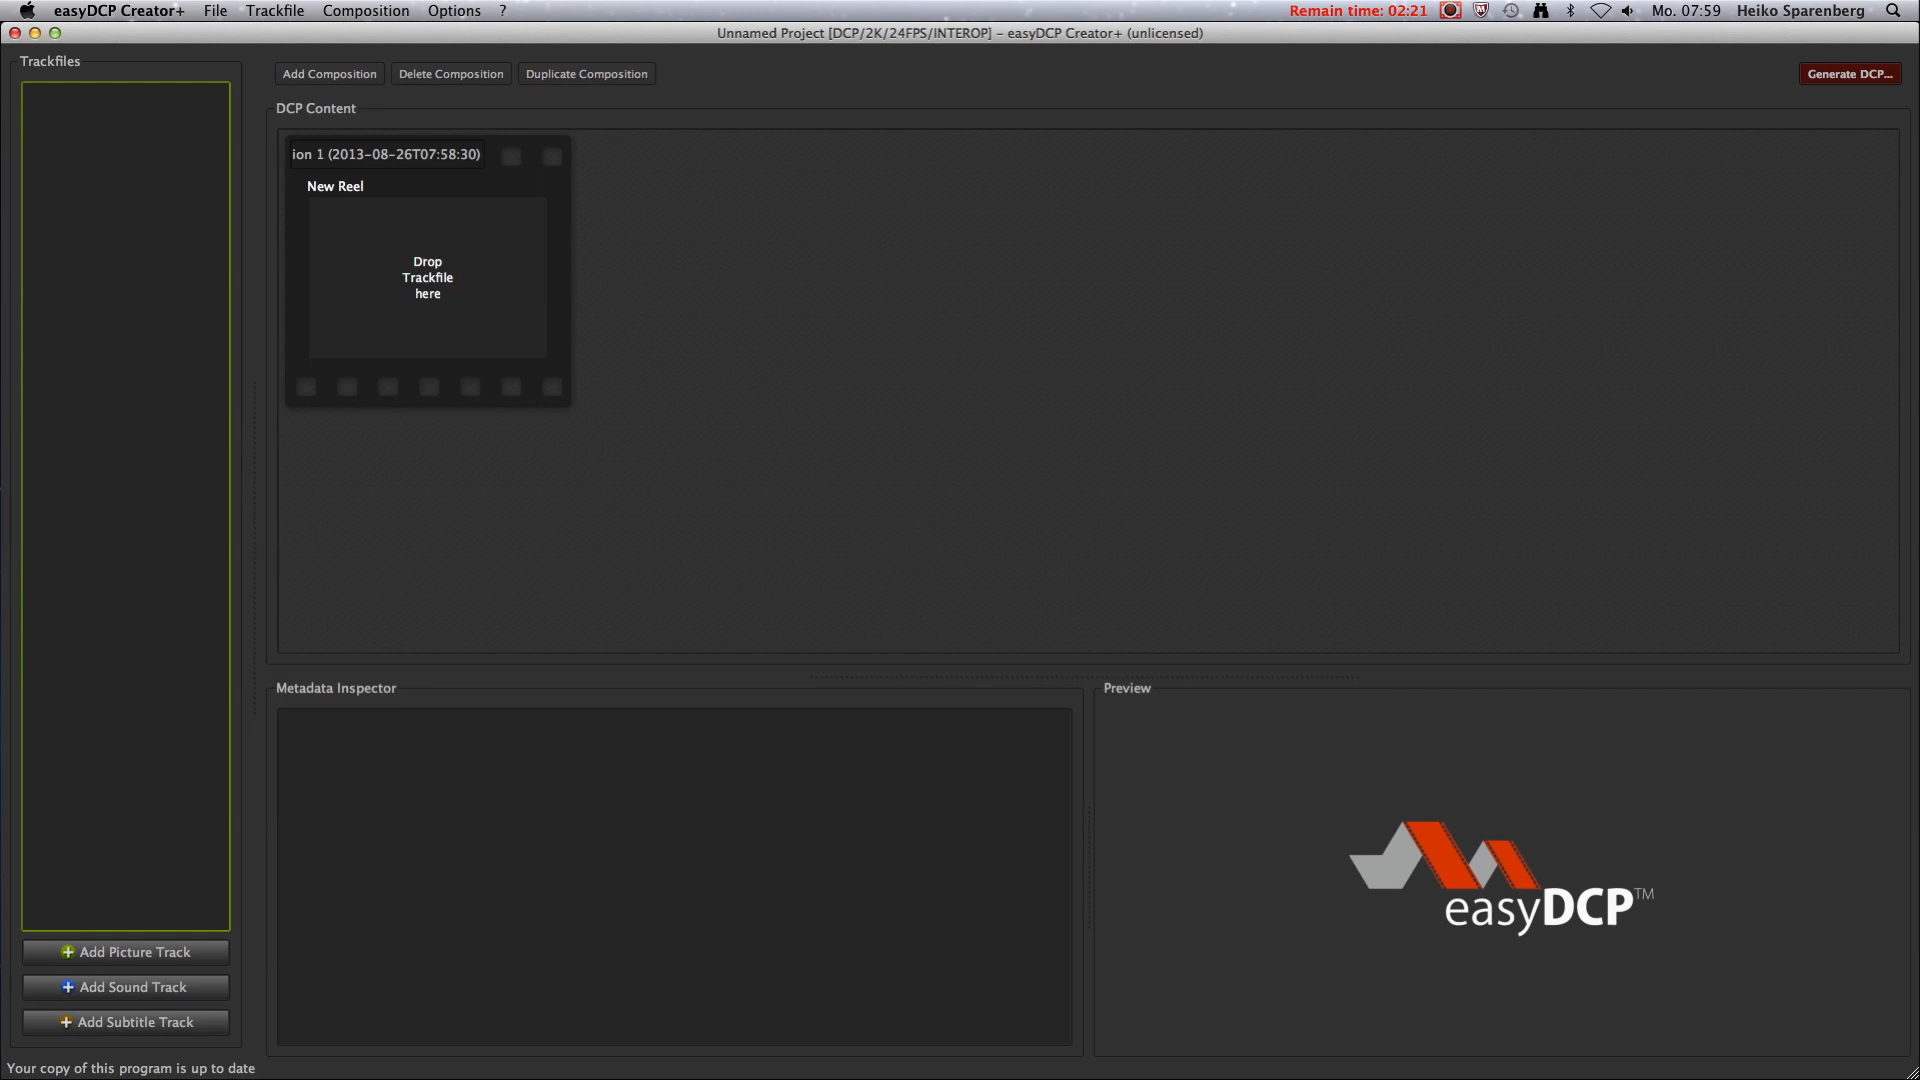 easyDCP Creator+ File Trackfile Composition Options ? Remain time: 02:21 Mo. 07:59 Heiko Sparenberg
Unnamed Project [DCP/2K/24FPS/INTEROP] – easyDCP Creator+ (unlicensed)
Trackfiles
Add Composition Delete Composition Duplicate Composition Generate DCP...
DCP Content
ion 1 (2013-08-26T07:58:30)
New Reel
Drop
Trackfile
here
Metadata Inspector
Preview
easyDCP™
Add Picture Track
Add Sound Track
Add Subtitle Track
Your copy of this program is up to date